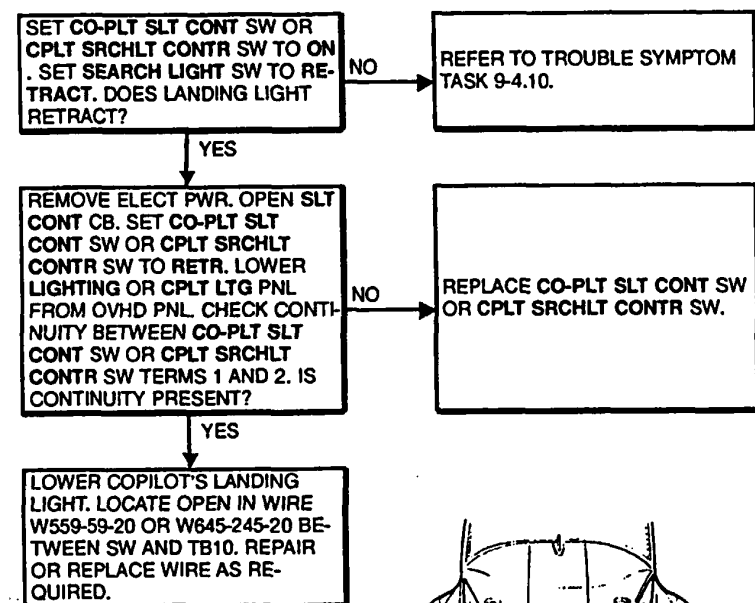 SET CO-PLT SLT CONT SW OR
CPLT SRCHLT CONTR SW TO ON
. SET SEARCH LIGHT SW TO RE-
TRACT. DOES LANDING LIGHT
RETRACT?
NO
REFER TO TROUBLE SYMPTOM
TASK 9-4.10.
YES
REMOVE ELECT PWR. OPEN SLT
CONT CB. SET CO-PLT SLT
CONT SW OR CPLT SRCHLT
CONTR SW TO RETR. LOWER
LIGHTING OR CPLT LTG PNL
FROM OVHD PNL. CHECK CONTI-
NUITY BETWEEN CO-PLT SLT
CONT SW OR CPLT SRCHLT
CONTR SW TERMS 1 AND 2. IS
CONTINUITY PRESENT?
NO
REPLACE CO-PLT SLT CONT SW
OR CPLT SRCHLT CONTR SW.
YES
LOWER COPILOT'S LANDING
LIGHT. LOCATE OPEN IN WIRE
W559-59-20 OR W645-245-20 BE-
TWEEN SW AND TB10. REPAIR
OR REPLACE WIRE AS RE-
QUIRED.